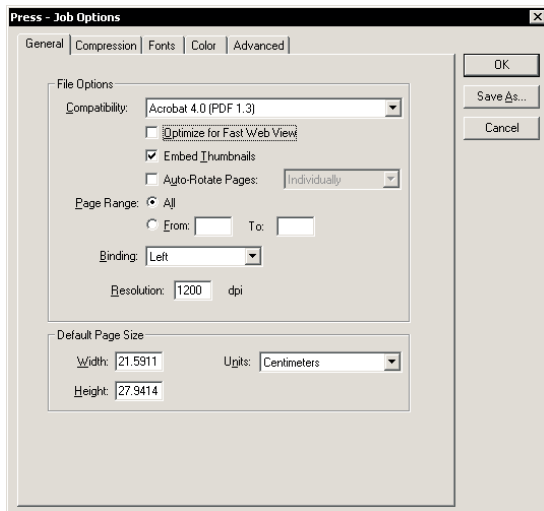 Press - Job Options
General Compression Fonts Color Advanced
OK
Save As...
Cancel
File Options
Compatibility: Acrobat 4.0 (PDF 1.3)
Optimize for Fast Web View
Embed Thumbnails
Auto-Rotate Pages: Individually
Page Range: All
From: To:
Binding: Left
Resolution: 1200 dpi
Default Page Size
Width: 21.5911 Units: Centimeters
Height: 27.9414